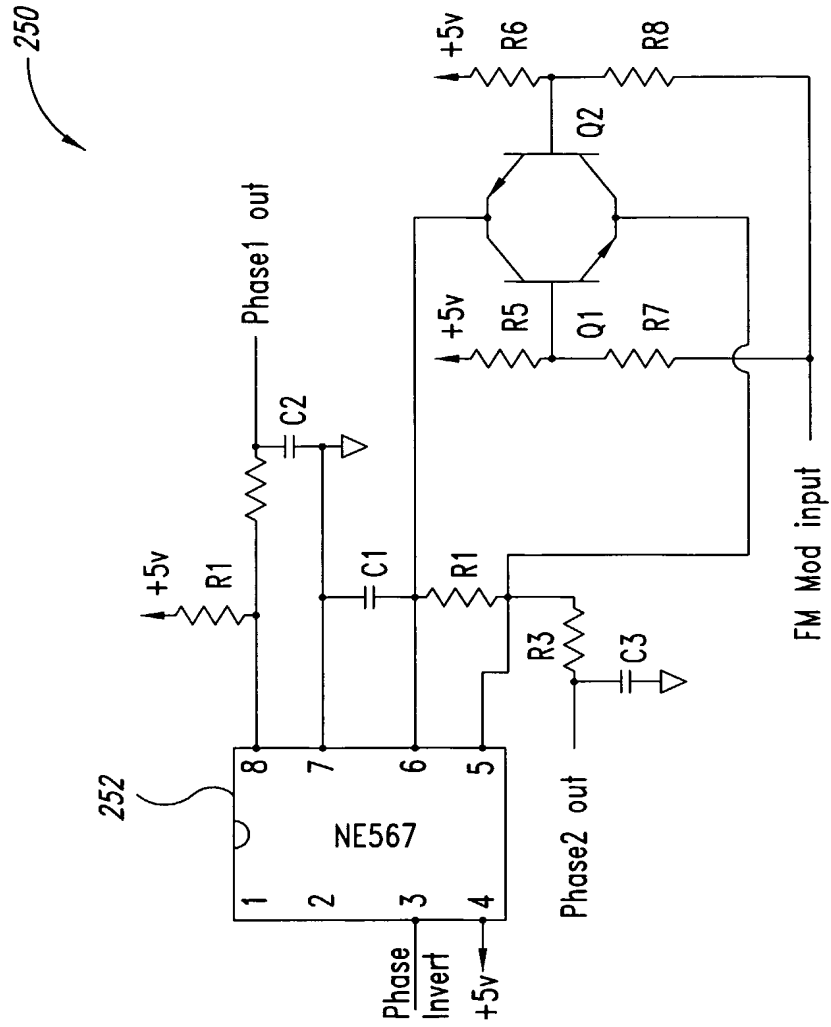 250
Phase1 out
+5v
R1
C2
252
8
7
6
5
1
2
3
4
NE567
C1
R1
R3
C3
Phase
Invert
+5v
Phase2 out
+5v
R5
Q1
R7
+5v
R6
Q2
R8
FM Mod input